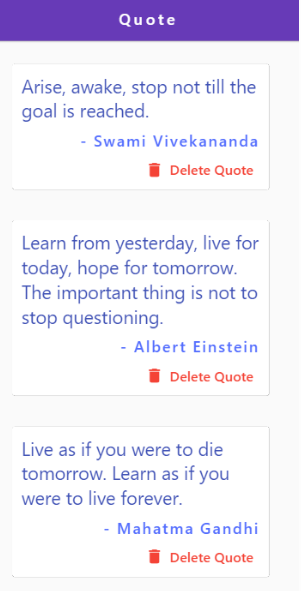 Quote
Arise, awake, stop not till the
goal is reached.
- Swami Vivekananda
Delete Quote
Learn from yesterday, live for
today, hope for tomorrow.
The important thing is not to
stop questioning.
- Albert Einstein
Delete Quote
Live as if you were to die
tomorrow. Learn as if you
were to live forever.
- Mahatma Gandhi
Delete Quote